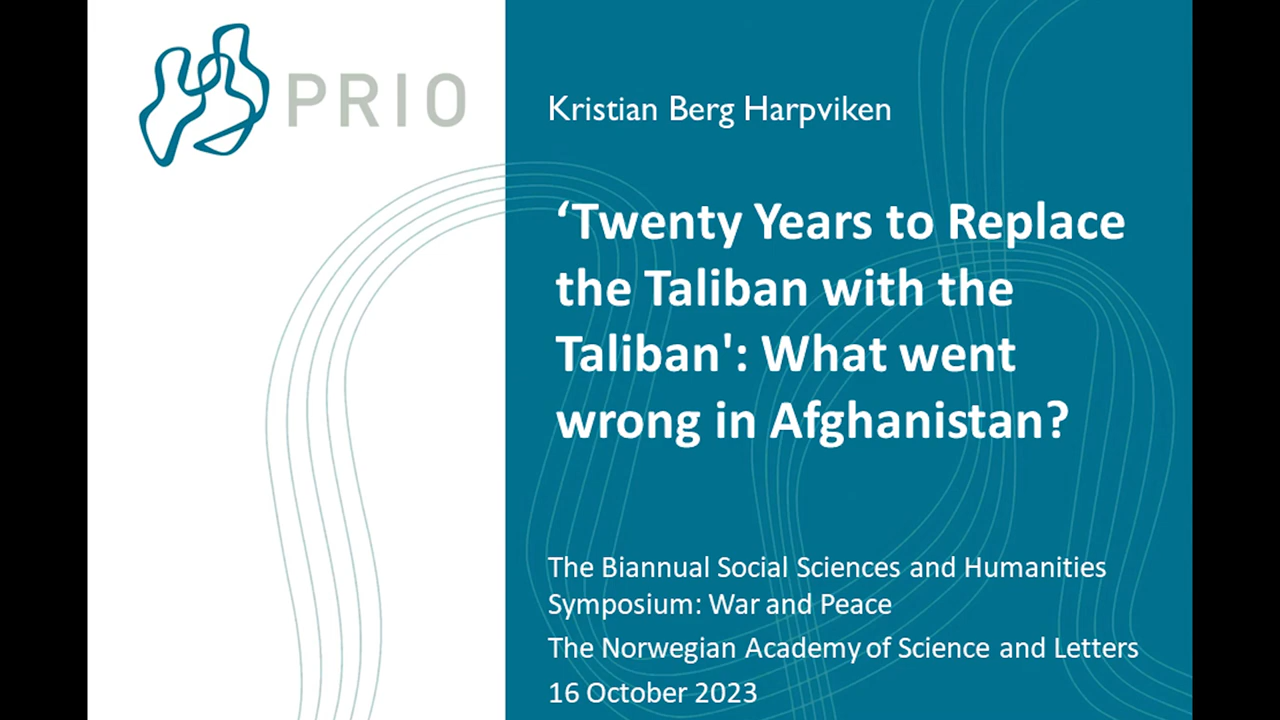 PRIO
Kristian Berg Harpviken
‘Twenty Years to Replace
the Taliban with the
Taliban': What went
wrong in Afghanistan?
The Biannual Social Sciences and Humanities
Symposium: War and Peace
The Norwegian Academy of Science and Letters
16 October 2023